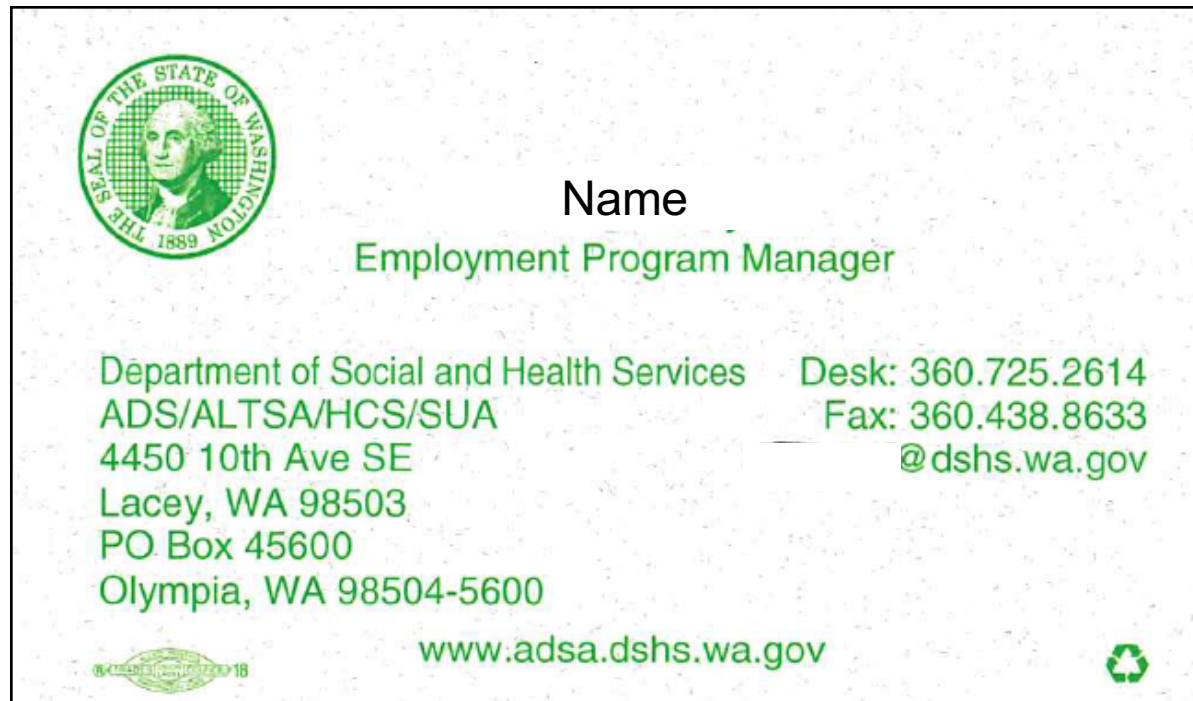 THE SEAL OF THE STATE OF WASHINGTON
1889
Name
Employment Program Manager
Department of Social and Health Services
Desk: 360.725.2614
ADS/ALTSA/HCS/SUA
Fax: 360.438.8633
4450 10th Ave SE
@dshs.wa.gov
Lacey, WA 98503
PO Box 45600
Olympia, WA 98504-5600
www.adsa.dshs.wa.gov
18